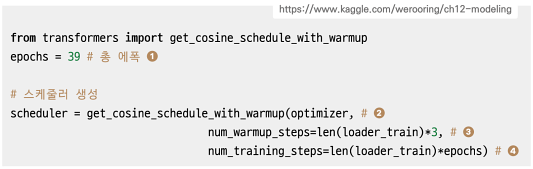 https://www.kaggle.com/werooring/ch12-modeling
from transformers import get_cosine_schedule_with_warmup
epochs = 39 # 총 에폭 ❶
# 스케줄러 생성
scheduler = get_cosine_schedule_with_warmup(optimizer, # ❷
num_warmup_steps=len(loader_train)*3, # ❸
num_training_steps=len(loader_train)*epochs) # ❹